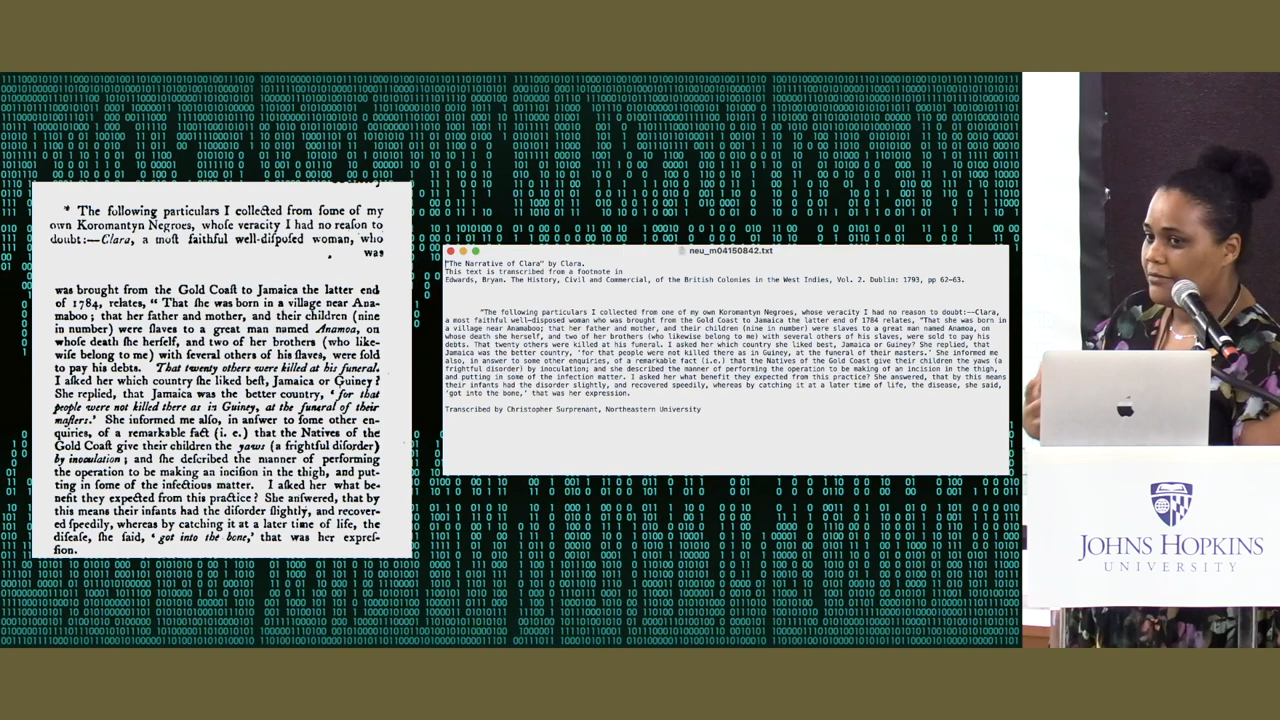 * The following particulars I collected from ſome of my
own Koromantyn Negroes, whoſe veracity I had no reaſon to
doubt:—Clara, a moſt faithful well-diſpoſed woman, who
was
was brought from the Gold Coaſt to Jamaica the latter end
of 1784, relates, “ That ſhe was born in a village near Ana-
maboo ; that her father and mother, and their children (nine
in number) were ſlaves to a great man named Anamoa, on
whoſe death ſhe herſelf, and two of her brothers (who like-
wiſe belong to me) with ſeveral others of his ſlaves, were ſold
to pay his debts. That twenty others were killed at his funeral.
I aſked her which country ſhe liked beſt, Jamaica or Guiney ?
She replied, that Jamaica was the better country, ‘ for that
people were not killed there as in Guiney, at the funeral of their
maſters.’ She informed me alſo, in anſwer to ſome other en-
quiries, of a remarkable fact (i. e.) that the Natives of the
Gold Coaſt give their children the yaws (a frightful diſorder)
by inoculation ; and ſhe deſcribed the manner of performing
the operation to be making an inciſion in the thigh, and put-
ting in ſome of the infectious matter. I aſked her what be-
nefit they expected from this practice ? She anſwered, that by
this means their infants had the diſorder ſlightly, and recover-
ed ſpeedily, whereas by catching it at a later time of life, the
diſeaſe, ſhe ſaid, ‘ got into the bone,’ that was her expreſ-
ſion.
neu_m04150842.txt
"The Narrative of Clara" by Clara.
This text is transcribed from a footnote in
Edwards, Bryan. The History, Civil and Commercial, of the British Colonies in the West Indies, Vol. 2. Dublin: 1793, pp 62–63.
"The following particulars I collected from one of my own Koromantyn Negroes, whose veracity I had no reason to doubt:––Clara,
a most faithful well–disposed woman who was brought from the Gold Coast to Jamaica the latter end of 1784 relates, "That she was born in
a village near Anamaboo; that her father and mother, and their children (nine in number) were slaves to a great man named Anamoa, on
whose death she herself, and two of her brothers (who likewise belong to me) with several others of his slaves, were sold to pay his
debts. That twenty others were killed at his funeral. I asked her which country she liked best, Jamaica or Guiney? She replied, that
Jamaica was the better country, 'for that people were not killed there as in Guiney, at the funeral of their masters.' She informed me
also, in answer to some other enquiries, of a remarkable fact (i.e.) that the Natives of the Gold Coast give their children the yaws (a
frightful disorder) by inoculation; and she described the manner of performing the operation to be making of an incision in the thigh,
and putting in some of the infection matter. I asked her what benefit they expected from this practice? She answered, that by this means
their infants had the disorder slightly, and recovered speedily, whereas by catching it at a later time of life, the disease, she said,
'got into the bone,' that was her expression.
Transcribed by Christopher Surprenant, Northeastern University
JOHNS HOPKINS
UNIVERSITY